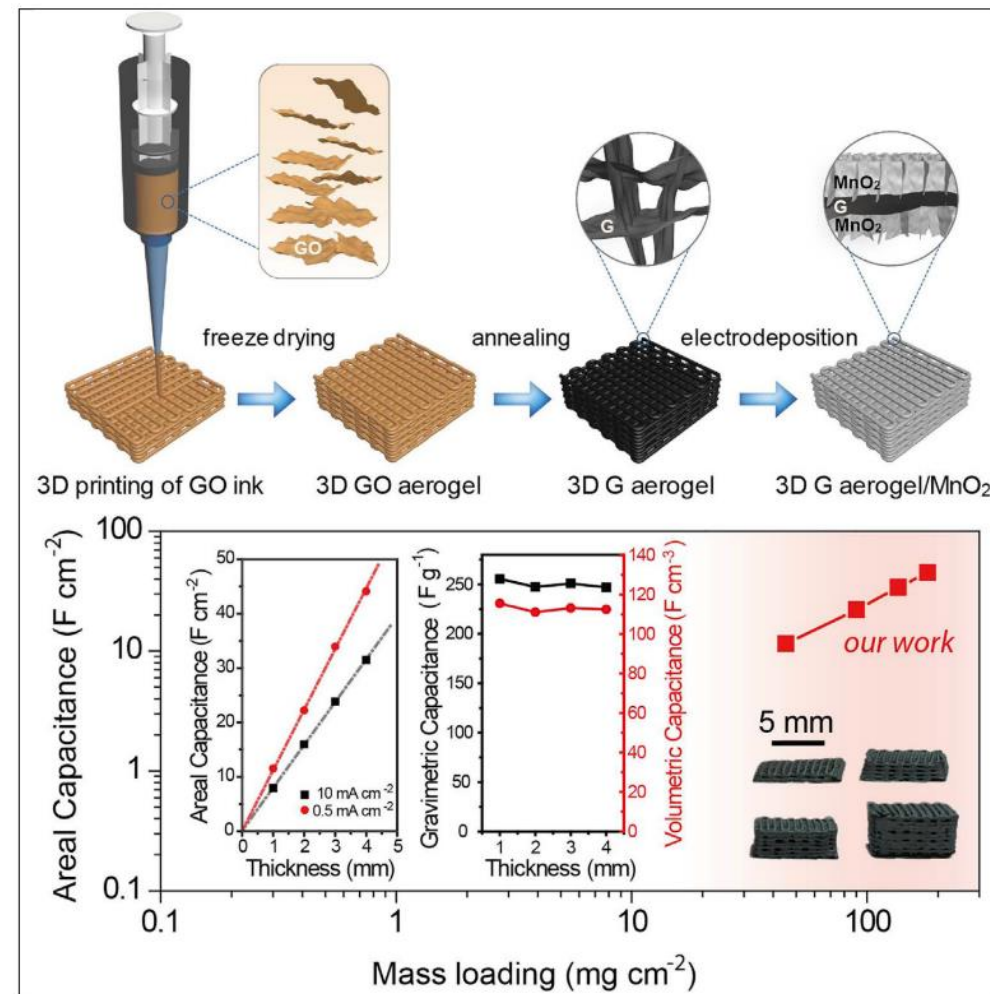 GO
G
MnO₂
G
MnO₂
freeze drying
annealing
electrodeposition
3D printing of GO ink
3D GO aerogel
3D G aerogel
3D G aerogel/MnO₂
Areal Capacitance (F cm⁻²)
100
10
1
0.1
0.1
1
10
100
Mass loading (mg cm⁻²)
Areal Capacitance (F cm⁻²)
50
40
30
20
10
0
0 1 2 3 4 5
Thickness (mm)
10 mA cm⁻²
0.5 mA cm⁻²
Gravimetric Capacitance (F g⁻¹)
250
225
200
175
150
125
100
75
50
25
0
1 2 3 4
Thickness (mm)
140
120
100
80
60
40
20
0
Volumetric Capacitance (F cm⁻³)
our work
5 mm